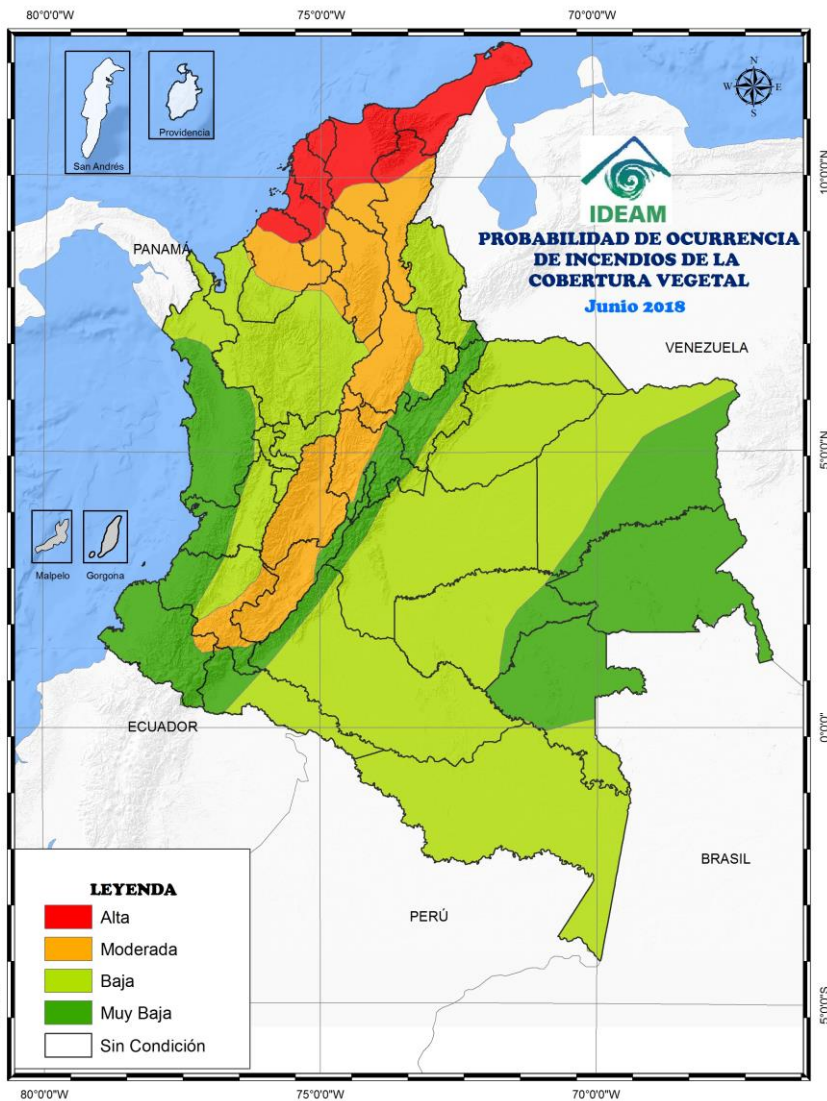 80°0'0"W
75°0'0"W
70°0'0"W
San Andrés
Providencia
N
W
E
S
10°0'0"N
IDEAM
PROBABILIDAD DE OCURRENCIA
DE INCENDIOS DE LA
COBERTURA VEGETAL
Junio 2018
PANAMÁ
VENEZUELA
5°0'0"N
Malpelo
Gorgona
ECUADOR
0°0'0"
BRASIL
PERÚ
LEYENDA
Alta
Moderada
Baja
Muy Baja
Sin Condición
5°0'0"S
80°0'0"W
75°0'0"W
70°0'0"W